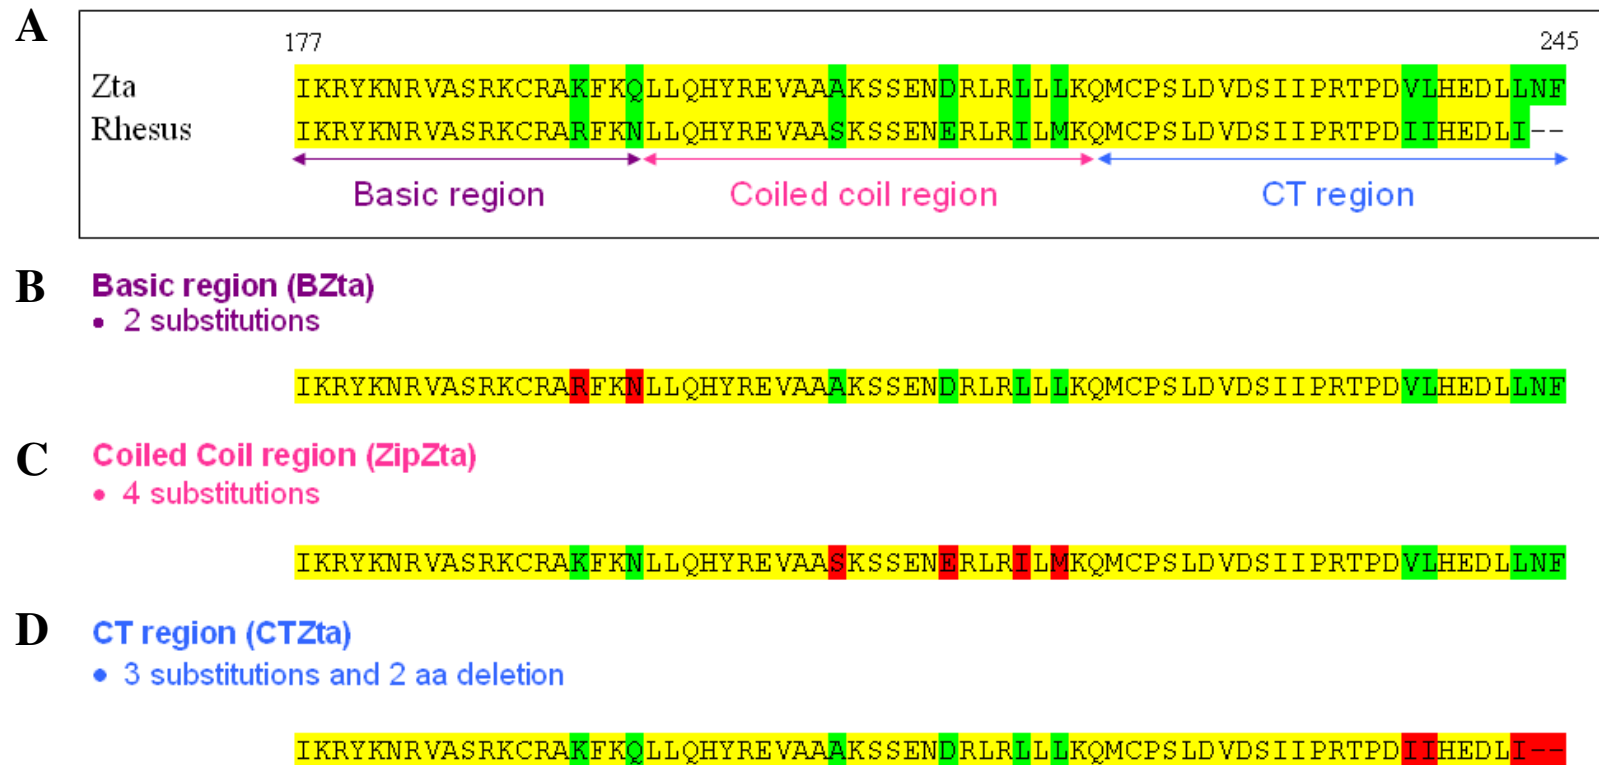 A
177 245
Zta IKRYKNRVASRKCRAKFKQLLQHYREVAAAKSSENDRLRLLLKQMCPSLDVDSIIPRTPDVLHEDLLNF
Rhesus IKRYKNRVASRKCRARFKNLLQHYREVAASKSSENERLRILMKQMCPSLDVDSIIPRTPDIIHEDLI--
Basic region Coiled coil region CT region
B Basic region (BZta)
• 2 substitutions
IKRYKNRVASRKCRARFKNLLQHYREVAAAKSSENDRLRLLLKQMCPSLDVDSIIPRTPDVLHEDLLNF
C Coiled Coil region (ZipZta)
• 4 substitutions
IKRYKNRVASRKCRAKFKNLLQHYREVAASKSSENERLRILMKQMCPSLDVDSIIPRTPDVLHEDLLNF
D CT region (CTZta)
• 3 substitutions and 2 aa deletion
IKRYKNRVASRKCRAKFKQLLQHYREVAAAKSSENDRLRLLLKQMCPSLDVDSIIPRTPDIIHEDLI--